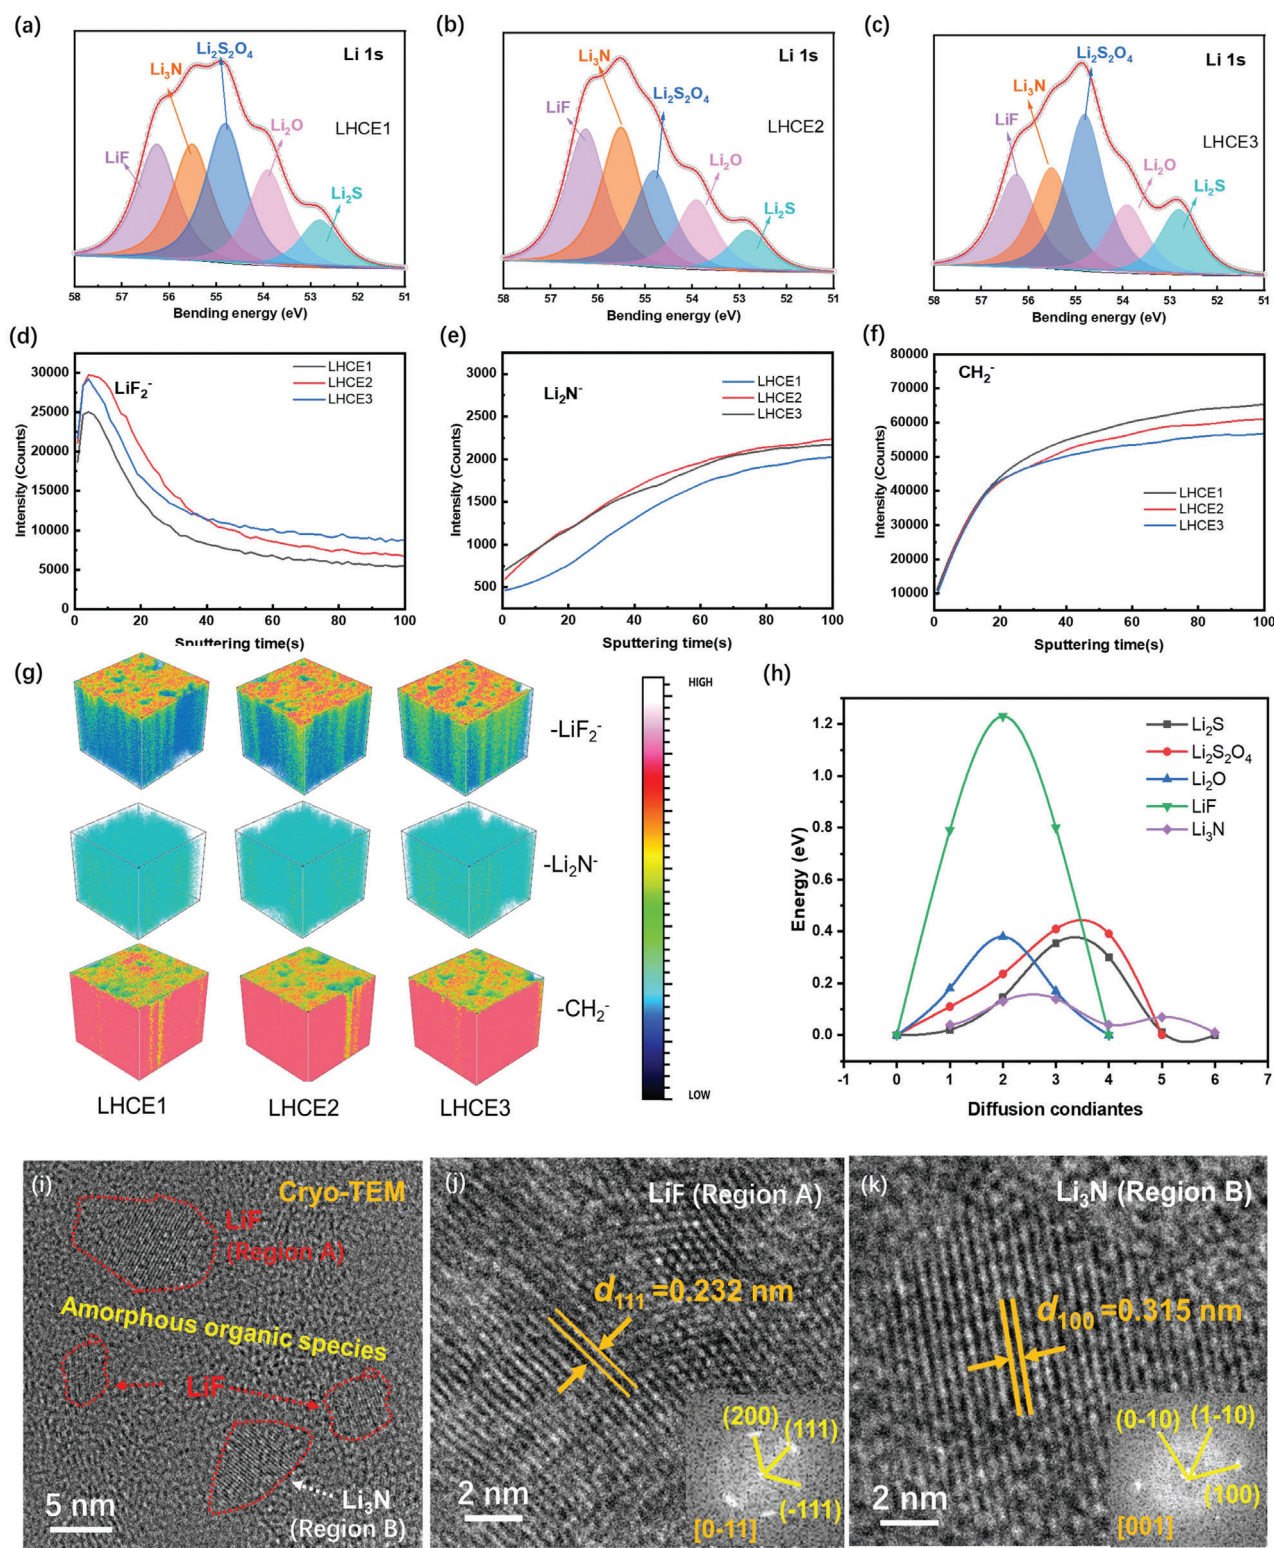 (a)
Li 1s
LHCE1
LiF
Li₃N
Li₂S₂O₄
Li₂O
Li₂S
58 57 56 55 54 53 52 51
Bending energy (eV)
(b)
Li 1s
LHCE2
LiF
Li₃N
Li₂S₂O₄
Li₂O
Li₂S
58 57 56 55 54 53 52 51
Bending energy (eV)
(c)
Li 1s
LHCE3
LiF
Li₃N
Li₂S₂O₄
Li₂O
Li₂S
58 57 56 55 54 53 52 51
Bending energy (eV)
(d)
LiF₂⁻
LHCE1
LHCE2
LHCE3
Intensity (Counts)
30000
25000
20000
15000
10000
5000
0
0 20 40 60 80 100
Sputtering time(s)
(e)
Li₂N⁻
LHCE1
LHCE2
LHCE3
Intensity (Counts)
3000
2500
2000
1500
1000
500
0 20 40 60 80 100
Sputtering time(s)
(f)
CH₂⁻
LHCE1
LHCE2
LHCE3
Intensity (Counts)
80000
70000
60000
50000
40000
30000
20000
10000
0 20 40 60 80 100
Sputtering time(s)
(g)
-LiF₂⁻
-Li₂N⁻
-CH₂⁻
LHCE1 LHCE2 LHCE3
HIGH
LOW
(h)
Li₂S
Li₂S₂O₄
Li₂O
LiF
Li₃N
Energy (eV)
1.2
1.0
0.8
0.6
0.4
0.2
0.0
-1 0 1 2 3 4 5 6 7
Diffusion condiantes
(i)
Cryo-TEM
LiF
(Region A)
Amorphous organic species
LiF
Li₃N
(Region B)
5 nm
(j)
LiF (Region A)
d₁₁₁=0.232 nm
(200)
(111)
(-111)
[0-11]
2 nm
(k)
Li₃N (Region B)
d₁₀₀=0.315 nm
(0-10)
(1-10)
(100)
[001]
2 nm